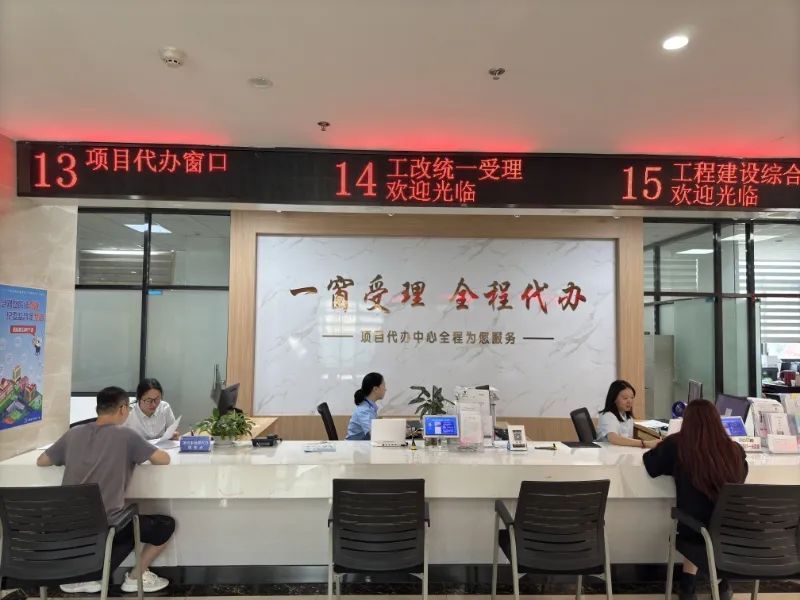 13 项目代办窗口
14 工改统一受理
欢迎光临
15 工程建设综合
欢迎光临
一窗受理 全程代办
项目代办中心全程为您服务